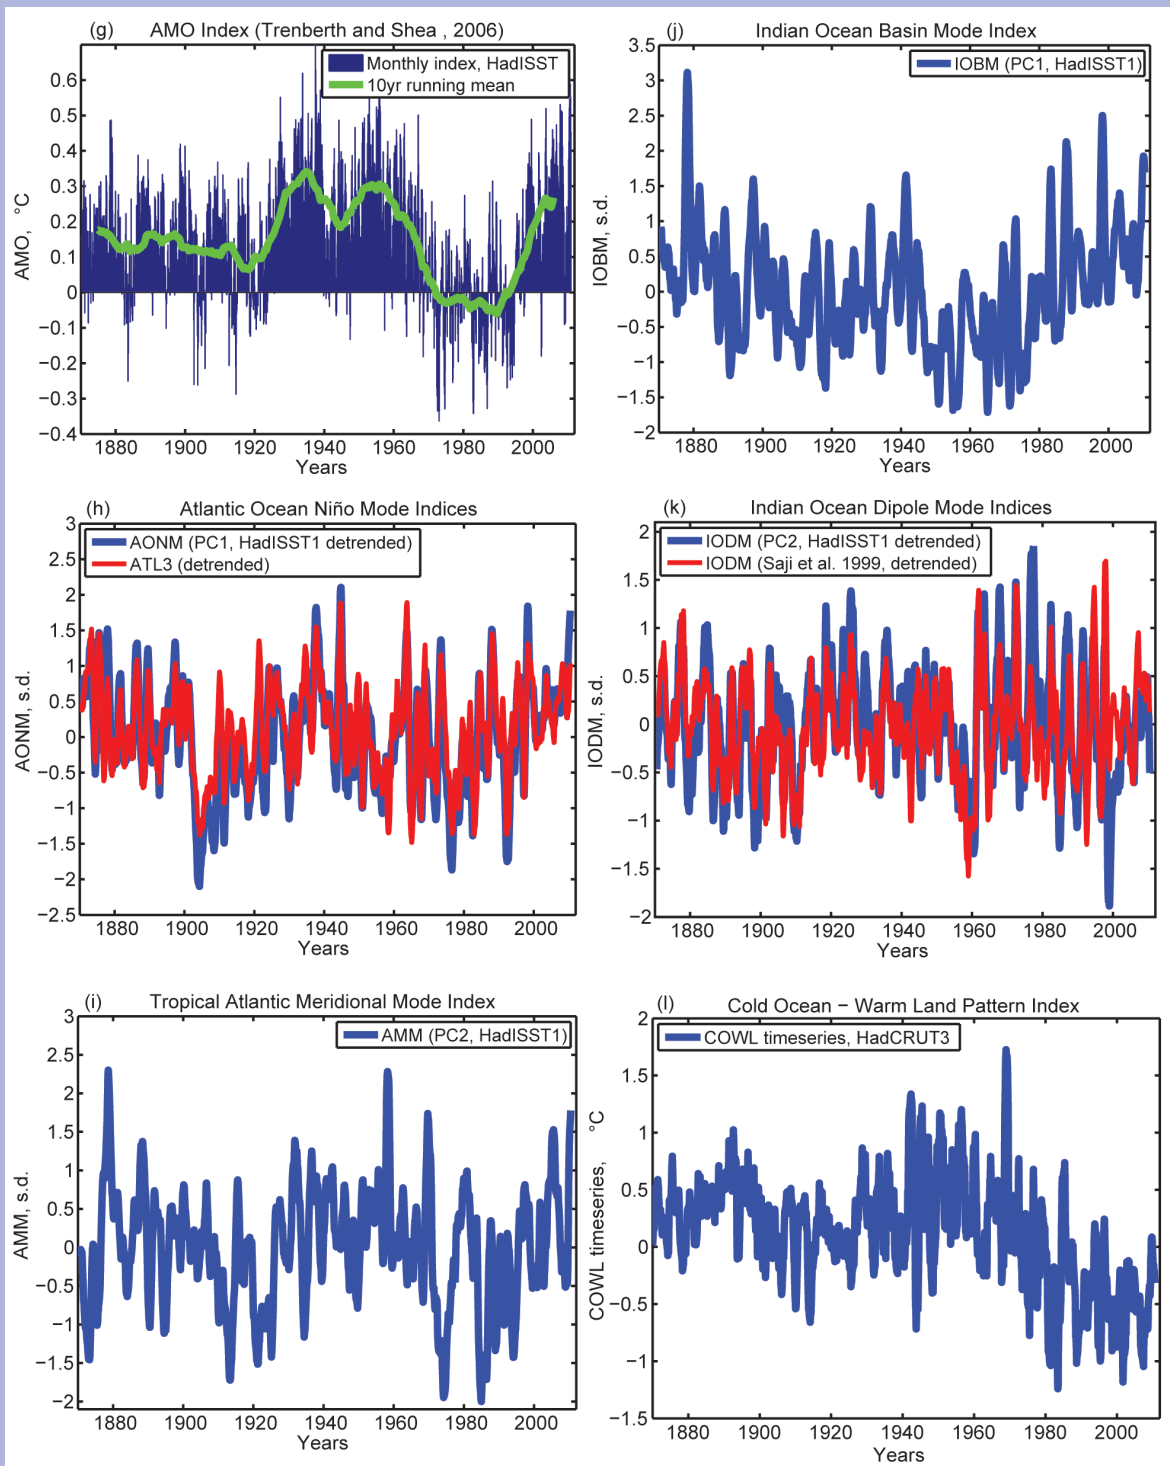 (g) AMO Index (Trenberth and Shea , 2006)
Monthly index, HadISST
10yr running mean
0.6
0.5
0.4
0.3
0.2
0.1
0
−0.1
−0.2
−0.3
−0.4
AMO, °C
1880 1900 1920 1940 1960 1980 2000
Years
(j) Indian Ocean Basin Mode Index
IOBM (PC1, HadISST1)
3.5
3
2.5
2
1.5
1
0.5
0
−0.5
−1
−1.5
−2
IOBM, s.d.
1880 1900 1920 1940 1960 1980 2000
Years
(h) Atlantic Ocean Niño Mode Indices
AONM (PC1, HadISST1 detrended)
ATL3 (detrended)
3
2.5
2
1.5
1
0.5
0
−0.5
−1
−1.5
−2
−2.5
AONM, s.d.
1880 1900 1920 1940 1960 1980 2000
Years
(k) Indian Ocean Dipole Mode Indices
IODM (PC2, HadISST1 detrended)
IODM (Saji et al. 1999, detrended)
2
1.5
1
0.5
0
−0.5
−1
−1.5
−2
IODM, s.d.
1880 1900 1920 1940 1960 1980 2000
Years
(i) Tropical Atlantic Meridional Mode Index
AMM (PC2, HadISST1)
3
2.5
2
1.5
1
0.5
0
−0.5
−1
−1.5
−2
AMM, s.d.
1880 1900 1920 1940 1960 1980 2000
Years
(l) Cold Ocean − Warm Land Pattern Index
COWL timeseries, HadCRUT3
2
1.5
1
0.5
0
−0.5
−1
−1.5
COWL timeseries, °C
1880 1900 1920 1940 1960 1980 2000
Years